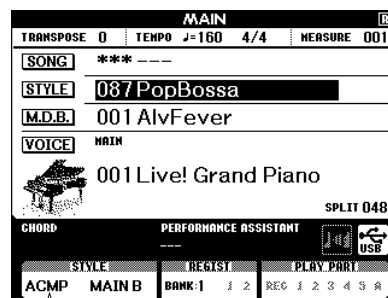 MAIN
TRANSPOSE 0 TEMPO ♩=160 4/4 MEASURE 001
SONG *** ---
STYLE 087 PopBossa
M.D.B. 001 AlvFever
VOICE MAIN
001 Live! Grand Piano
SPLIT 048
CHORD PERFORMANCE ASSISTANT
---
USB
STYLE REGIST PLAY PART
ACMP MAIN B BANK:1 1 2 REC 1 2 3 4 5 A